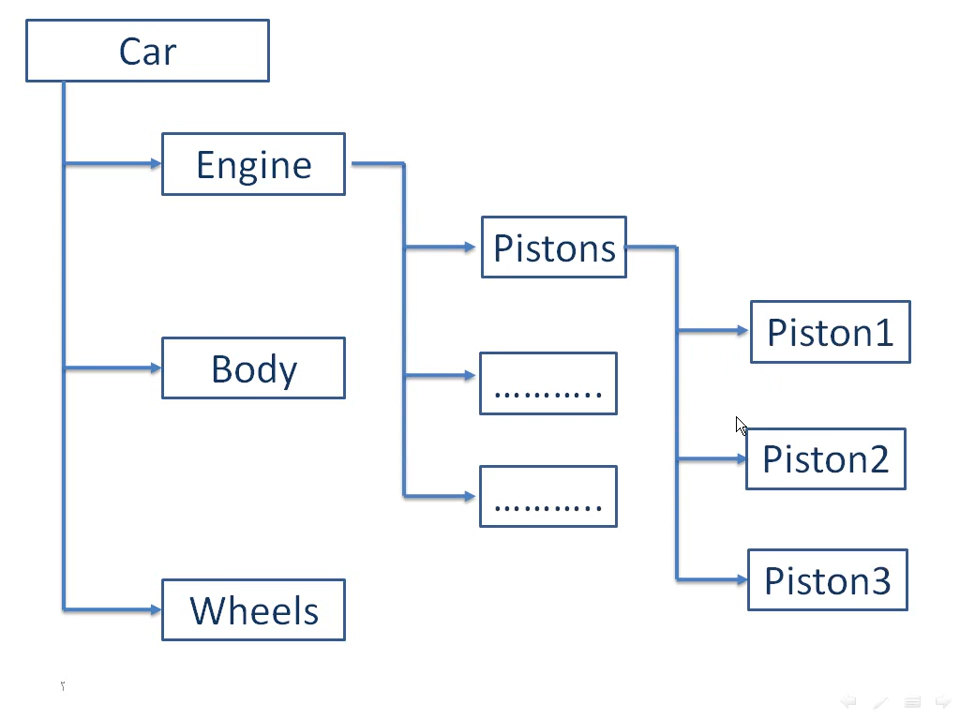 Car
Engine
Pistons
Piston1
Body
………..
Piston2
………..
Piston3
Wheels
٢